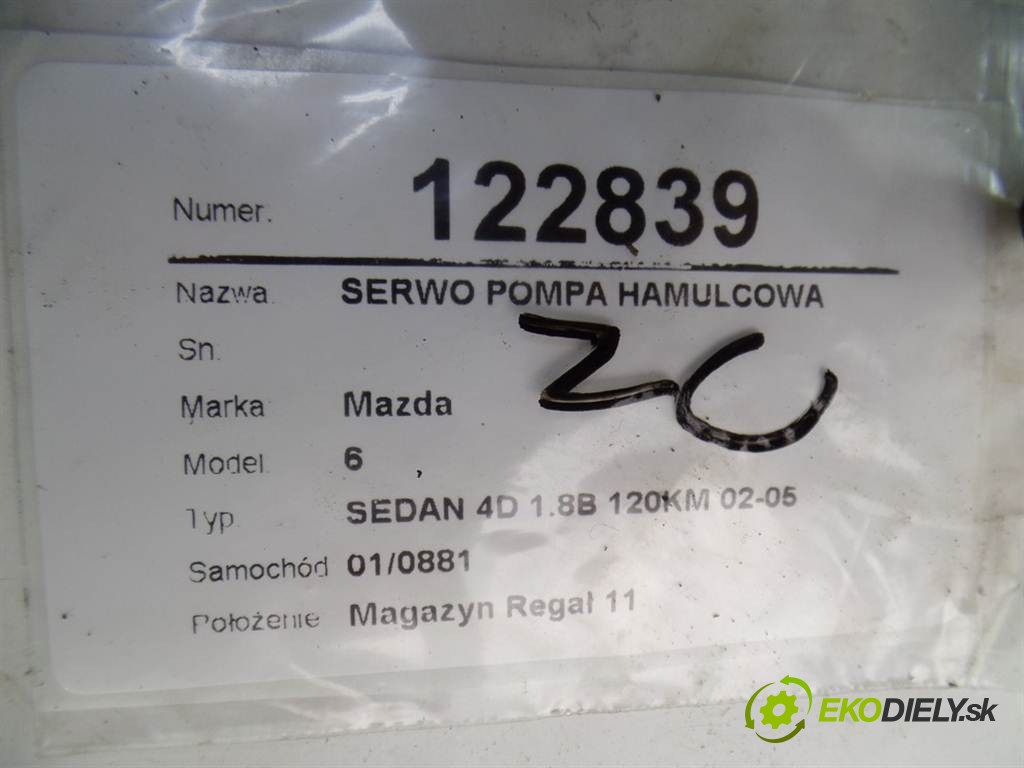 Numer. 122839
Nazwa. SERWO POMPA HAMULCOWA
Sn.
Marka Mazda
Model. 6
Typ. SEDAN 4D 1.8B 120KM 02-05
Samochód 01/0881
Położenie Magazyn Regał 11
EKODIELY.sk